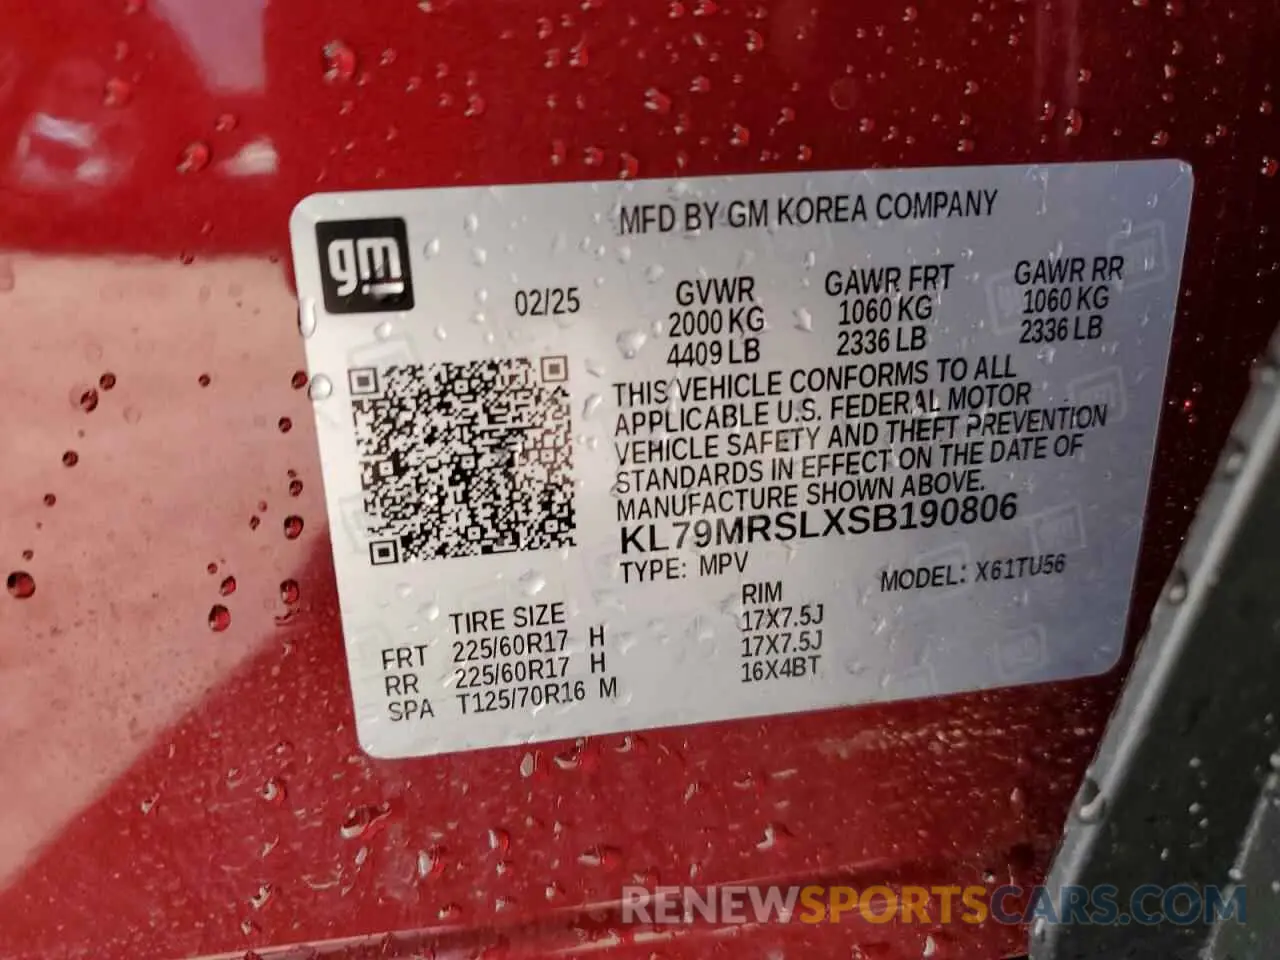 MFD BY GM KOREA COMPANY
gm
02/25
GVWR GAWR FRT GAWR RR
2000 KG 1060 KG 1060 KG
4409 LB 2336 LB 2336 LB
THIS VEHICLE CONFORMS TO ALL
APPLICABLE U.S. FEDERAL MOTOR
VEHICLE SAFETY AND THEFT PREVENTION
STANDARDS IN EFFECT ON THE DATE OF
MANUFACTURE SHOWN ABOVE.
KL79MRSLXSB190806
TYPE: MPV MODEL: X61TU56
TIRE SIZE RIM
FRT 225/60R17 H 17X7.5J
RR 225/60R17 H 17X7.5J
SPA T125/70R16 M 16X4BT
RENEWSPORTSCARS.COM